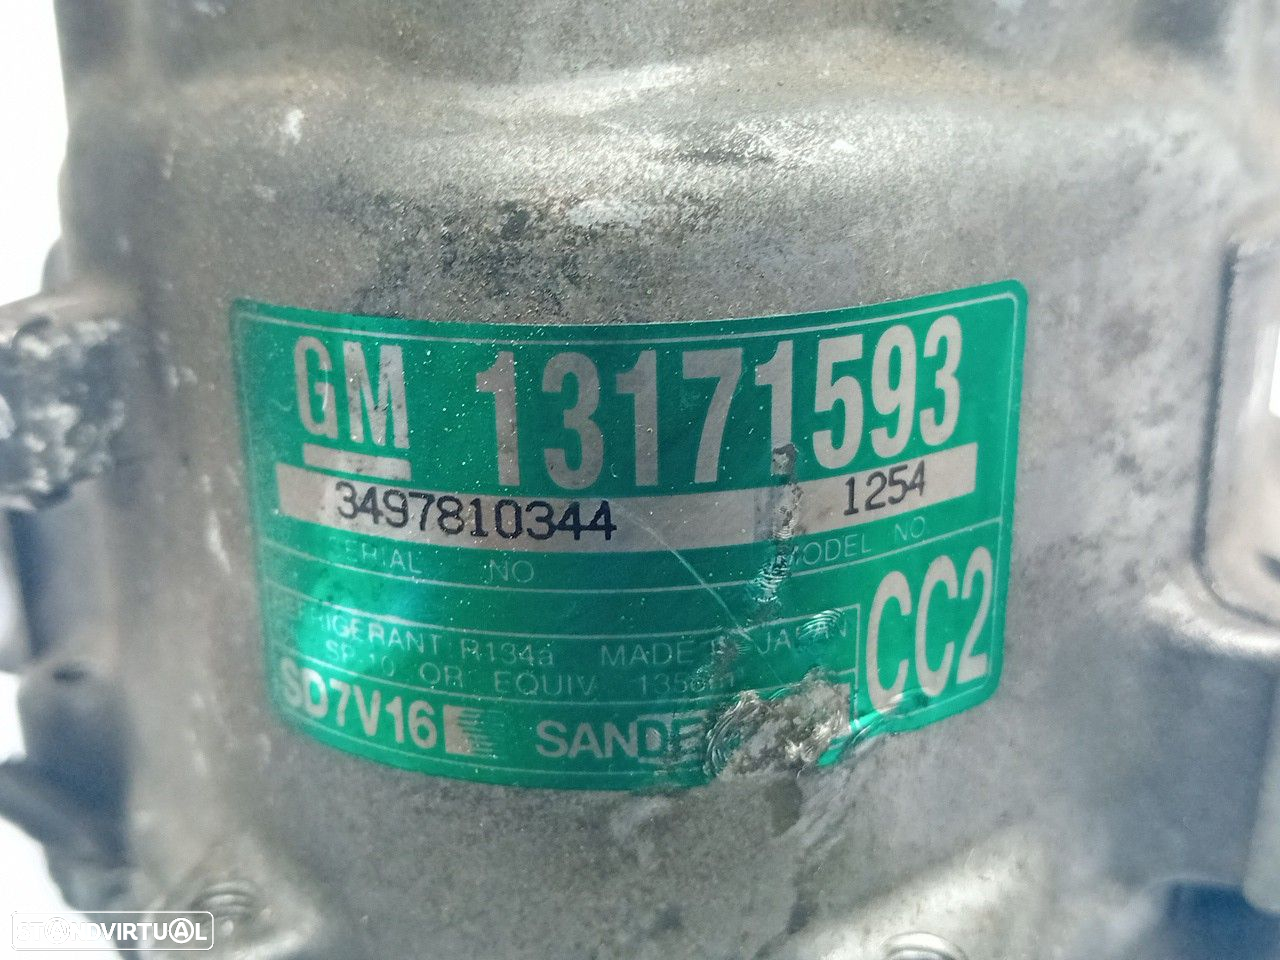 GM 13171593
3497810344 1254
SERIAL NO MODEL NO
REFRIGERANT R134a MADE IN JAPAN
SP-10 OR EQUIV
CC2
SD7V16 SANDE
STANDVIRTUAL